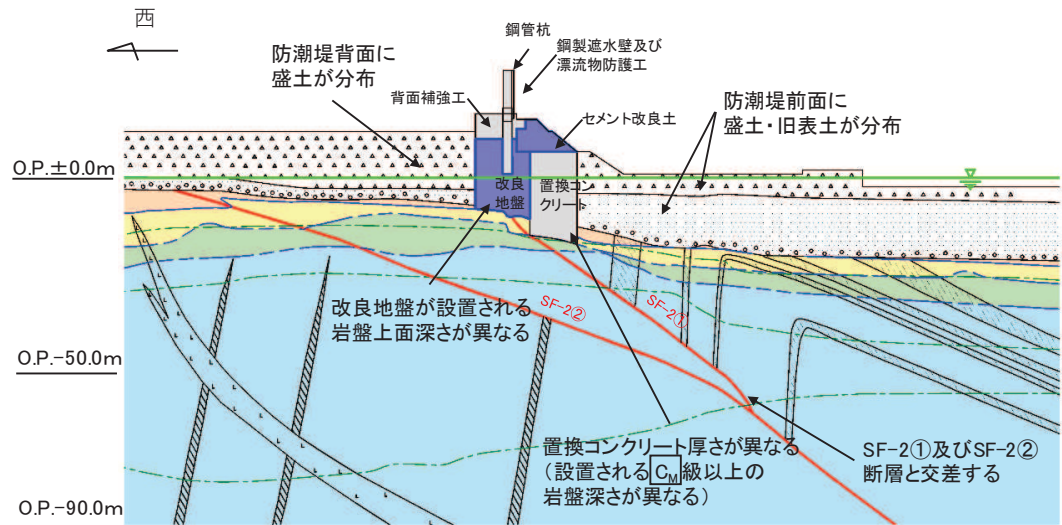 西
鋼管杭
鋼製遮水壁及び
漂流物防護工
防潮堤背面に
盛土が分布
背面補強工
防潮堤前面に
盛土・旧表土が分布
セメント改良土
O.P.±0.0m
改良
地盤
置換コン
クリート
SF-2①
SF-2②
改良地盤が設置される
岩盤上面深さが異なる
O.P.-50.0m
置換コンクリート厚さが異なる
（設置されるCM級以上の
岩盤深さが異なる）
SF-2①及びSF-2②
断層と交差する
O.P.-90.0m